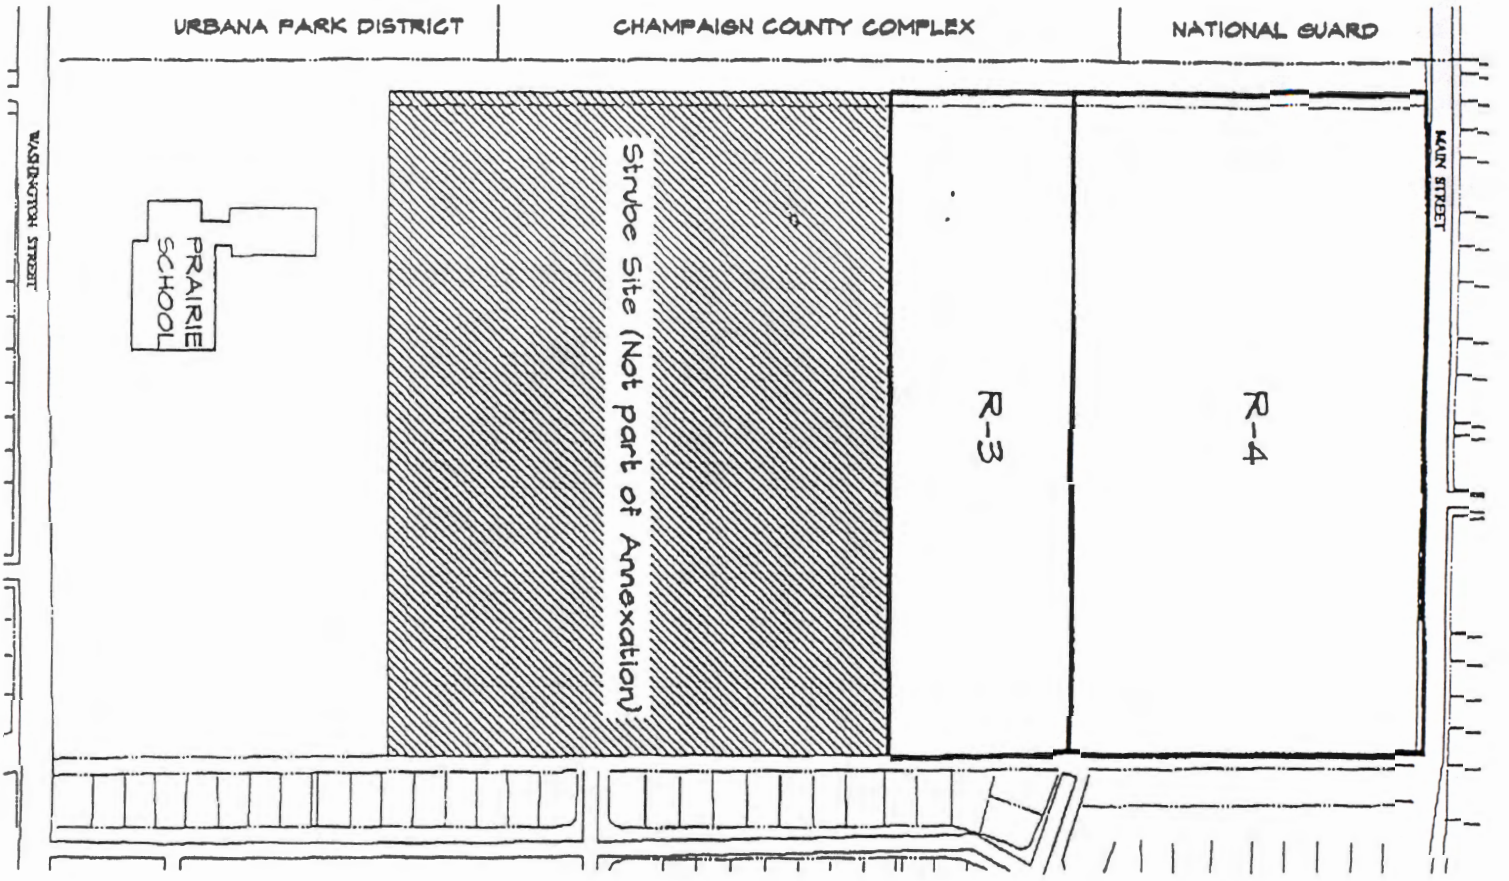 URBANA PARK DISTRICT
CHAMPAIGN COUNTY COMPLEX
NATIONAL GUARD
WASHINGTON STREET
MAIN STREET
PRAIRIE
SCHOOL
Strube Site (Not part of Annexation)
R-3
R-4